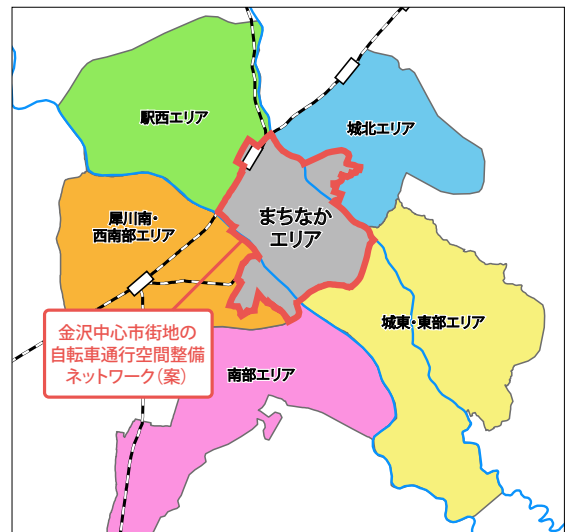 駅西エリア
城北エリア
まちなか
エリア
犀川南・
西南部エリア
城東・東部エリア
金沢中心市街地の
自転車通行空間整備
ネットワーク（案）
南部エリア